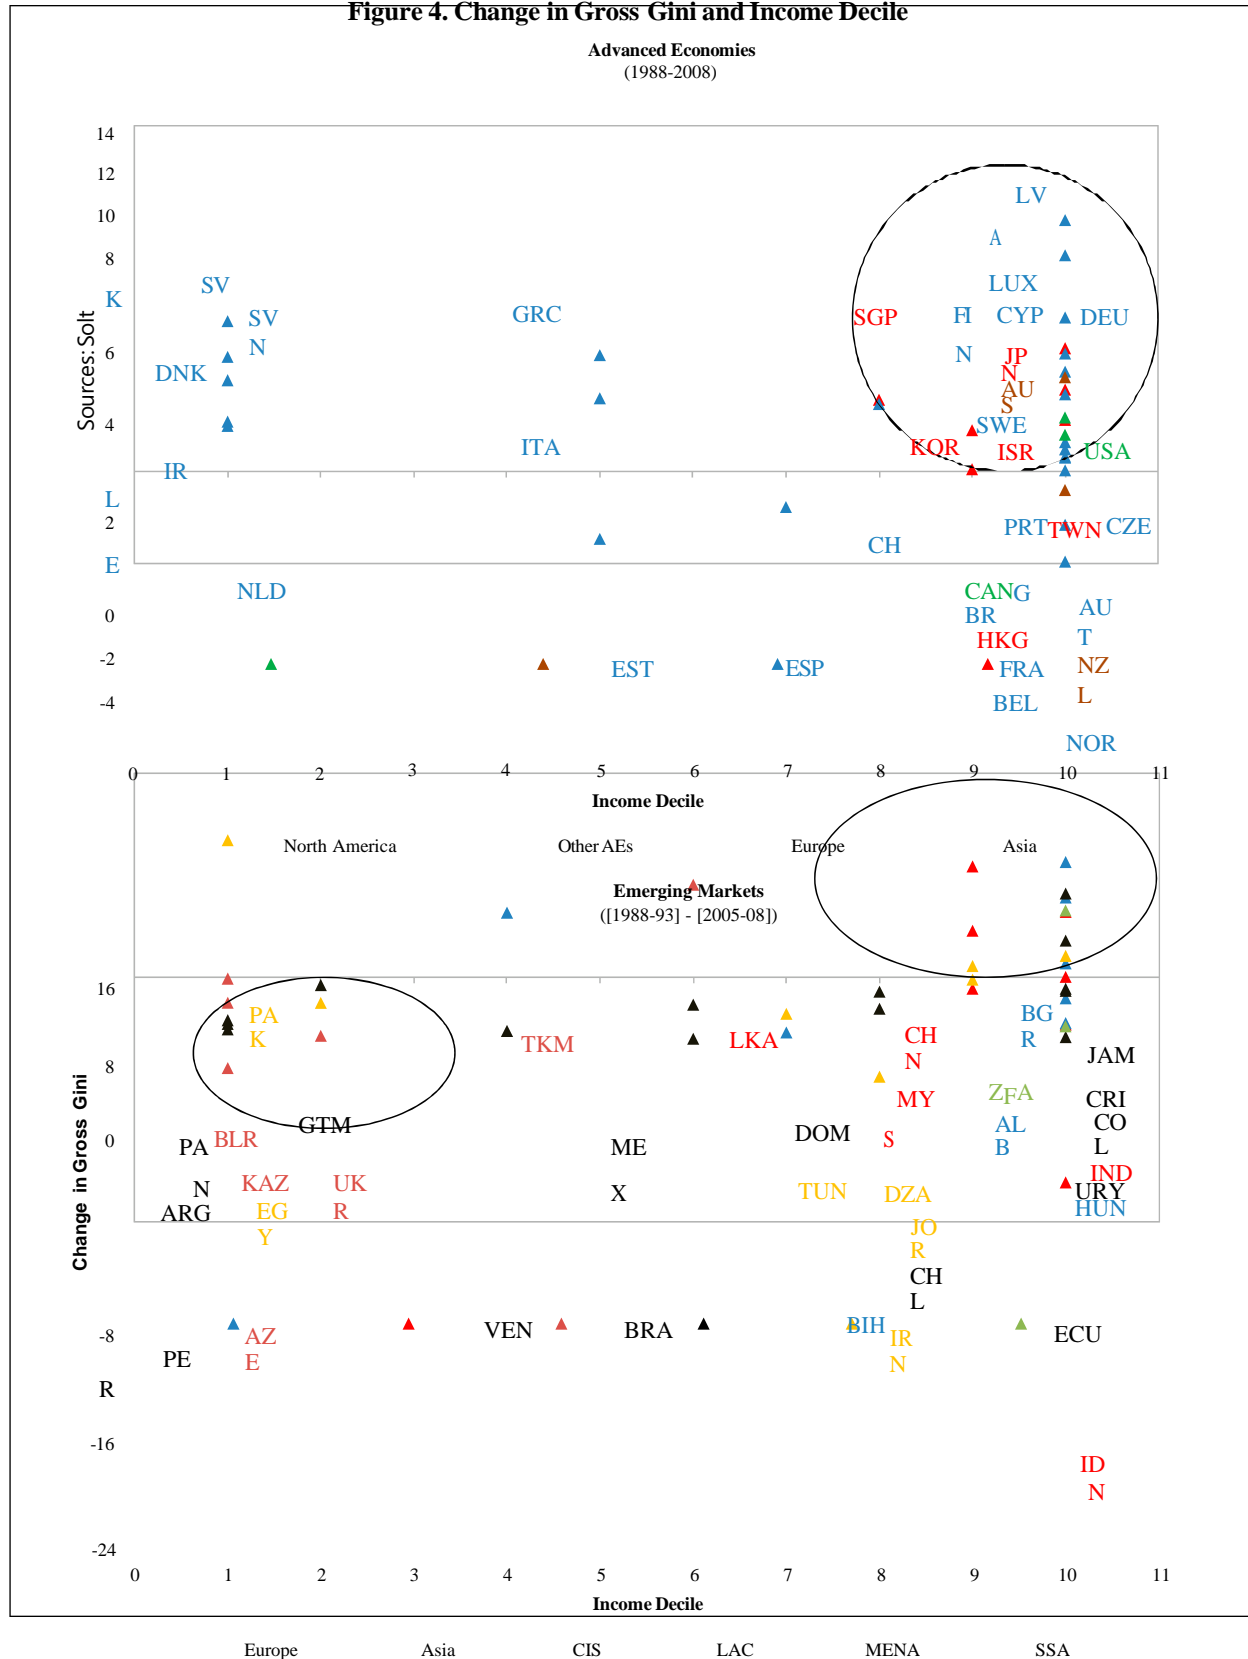 Figure 4. Change in Gross Gini and Income Decile
Advanced Economies
(1988-2008)
14
12
10
8
6
4
2
0
-2
-4
Sources: Solt
K
SV
SV
N
DNK
IR
L
E
NLD
GRC
ITA
EST
ESP
CH
SGP
LV
A
LUX
FI
N
CYP
DEU
JP
N
AU
S
SWE
KOR
ISR
USA
PRT
TWN
CZE
CAN
G
BR
HKG
FRA
BEL
AU
T
NZ
L
NOR
0 1 2 3 4 5 6 7 8 9 10 11
Income Decile
North America Other AEs Europe Asia
Emerging Markets
([1988-93] - [2005-08])
16
8
0
-8
-16
-24
Change in Gross Gini
PA
K
TKM
LKA
CH
N
BG
R
JAM
MY
S
ZFA
CRI
CO
L
AL
B
GTM
BLR
PA
N
ME
X
DOM
IND
KAZ
UK
R
ARG
EG
Y
TUN
DZA
URY
HUN
JO
R
CH
L
VEN
BRA
BIH
IR
N
ECU
AZ
E
PE
R
ID
N
0 1 2 3 4 5 6 7 8 9 10 11
Income Decile
Europe Asia CIS LAC MENA SSA